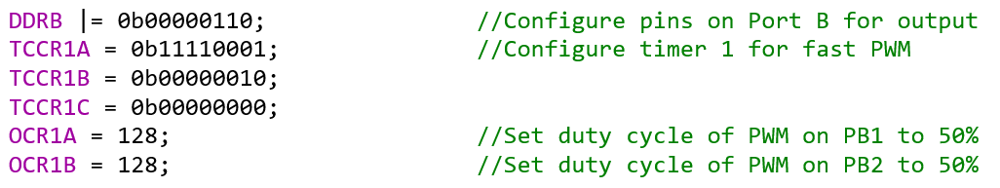 DDRB |= 0b00000110; //Configure pins on Port B for output
TCCR1A = 0b11110001; //Configure timer 1 for fast PWM
TCCR1B = 0b00000010;
TCCR1C = 0b00000000;
OCR1A = 128; //Set duty cycle of PWM on PB1 to 50%
OCR1B = 128; //Set duty cycle of PWM on PB2 to 50%